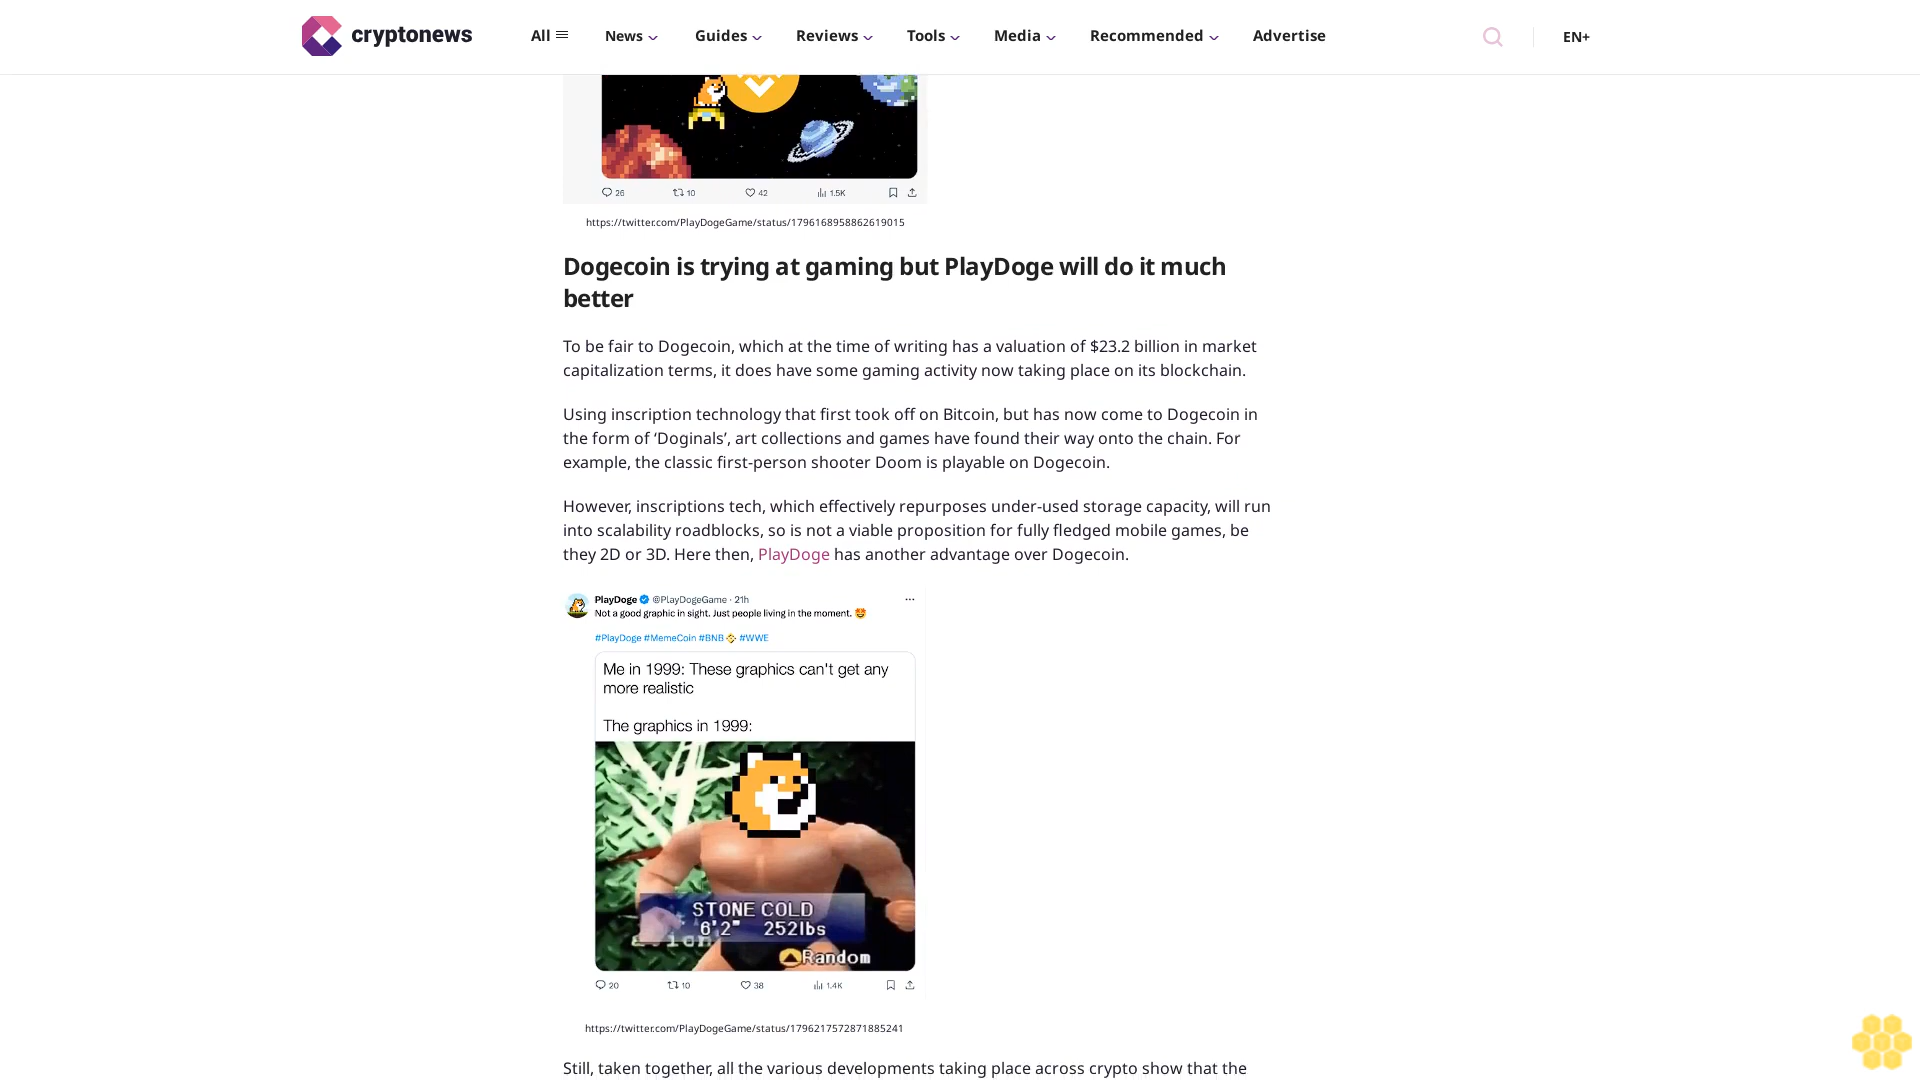 cryptonews
All
News
Guides
Reviews
Tools
Media
Recommended
Advertise
EN+
26
10
42
1.5K
https://twitter.com/PlayDogeGame/status/1796168958862619015
Dogecoin is trying at gaming but PlayDoge will do it much
better
To be fair to Dogecoin, which at the time of writing has a valuation of $23.2 billion in market
capitalization terms, it does have some gaming activity now taking place on its blockchain.
Using inscription technology that first took off on Bitcoin, but has now come to Dogecoin in
the form of ‘Doginals’, art collections and games have found their way onto the chain. For
example, the classic first-person shooter Doom is playable on Dogecoin.
However, inscriptions tech, which effectively repurposes under-used storage capacity, will run
into scalability roadblocks, so is not a viable proposition for fully fledged mobile games, be
they 2D or 3D. Here then, PlayDoge has another advantage over Dogecoin.
PlayDoge @PlayDogeGame · 21h
Not a good graphic in sight. Just people living in the moment.
#PlayDoge #MemeCoin #BNB #WWE
Me in 1999: These graphics can't get any
more realistic
The graphics in 1999:
STONE COLD
6'2" 252lbs
Random
20
10
38
1.4K
https://twitter.com/PlayDogeGame/status/1796217572871885241
Still, taken together, all the various developments taking place across crypto show that the